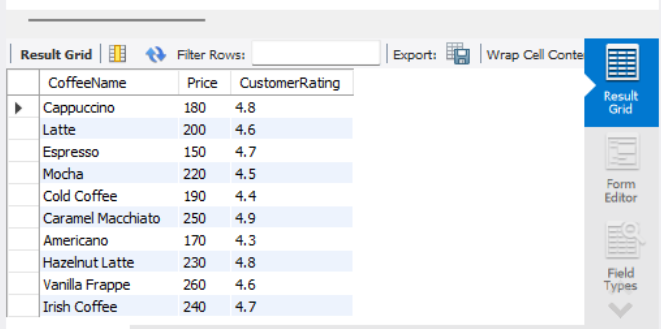 Result Grid Filter Rows: Export: Wrap Cell Conte
CoffeeName Price CustomerRating
Cappuccino 180 4.8
Latte 200 4.6
Espresso 150 4.7
Mocha 220 4.5
Cold Coffee 190 4.4
Caramel Macchiato 250 4.9
Americano 170 4.3
Hazelnut Latte 230 4.8
Vanilla Frappe 260 4.6
Irish Coffee 240 4.7
Result
Grid
Form
Editor
Field
Types